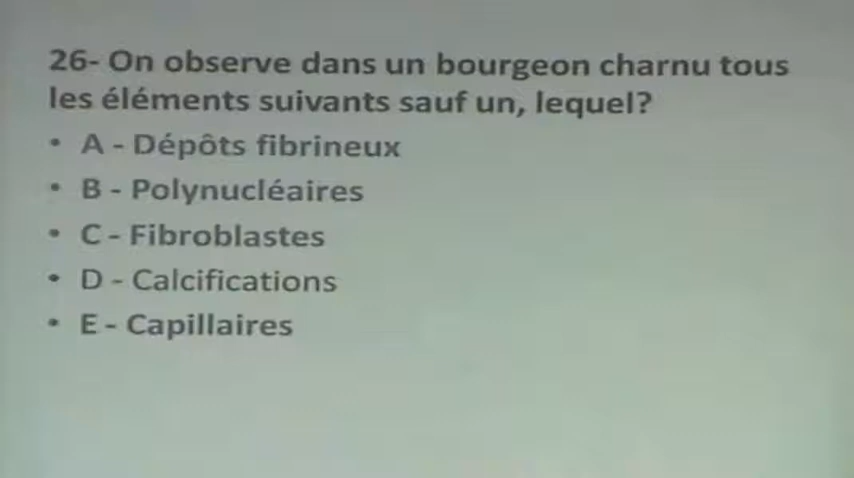 26- On observe dans un bourgeon charnu tous
les éléments suivants sauf un, lequel?
• A - Dépôts fibrineux
• B - Polynucléaires
• C - Fibroblastes
• D - Calcifications
• E - Capillaires